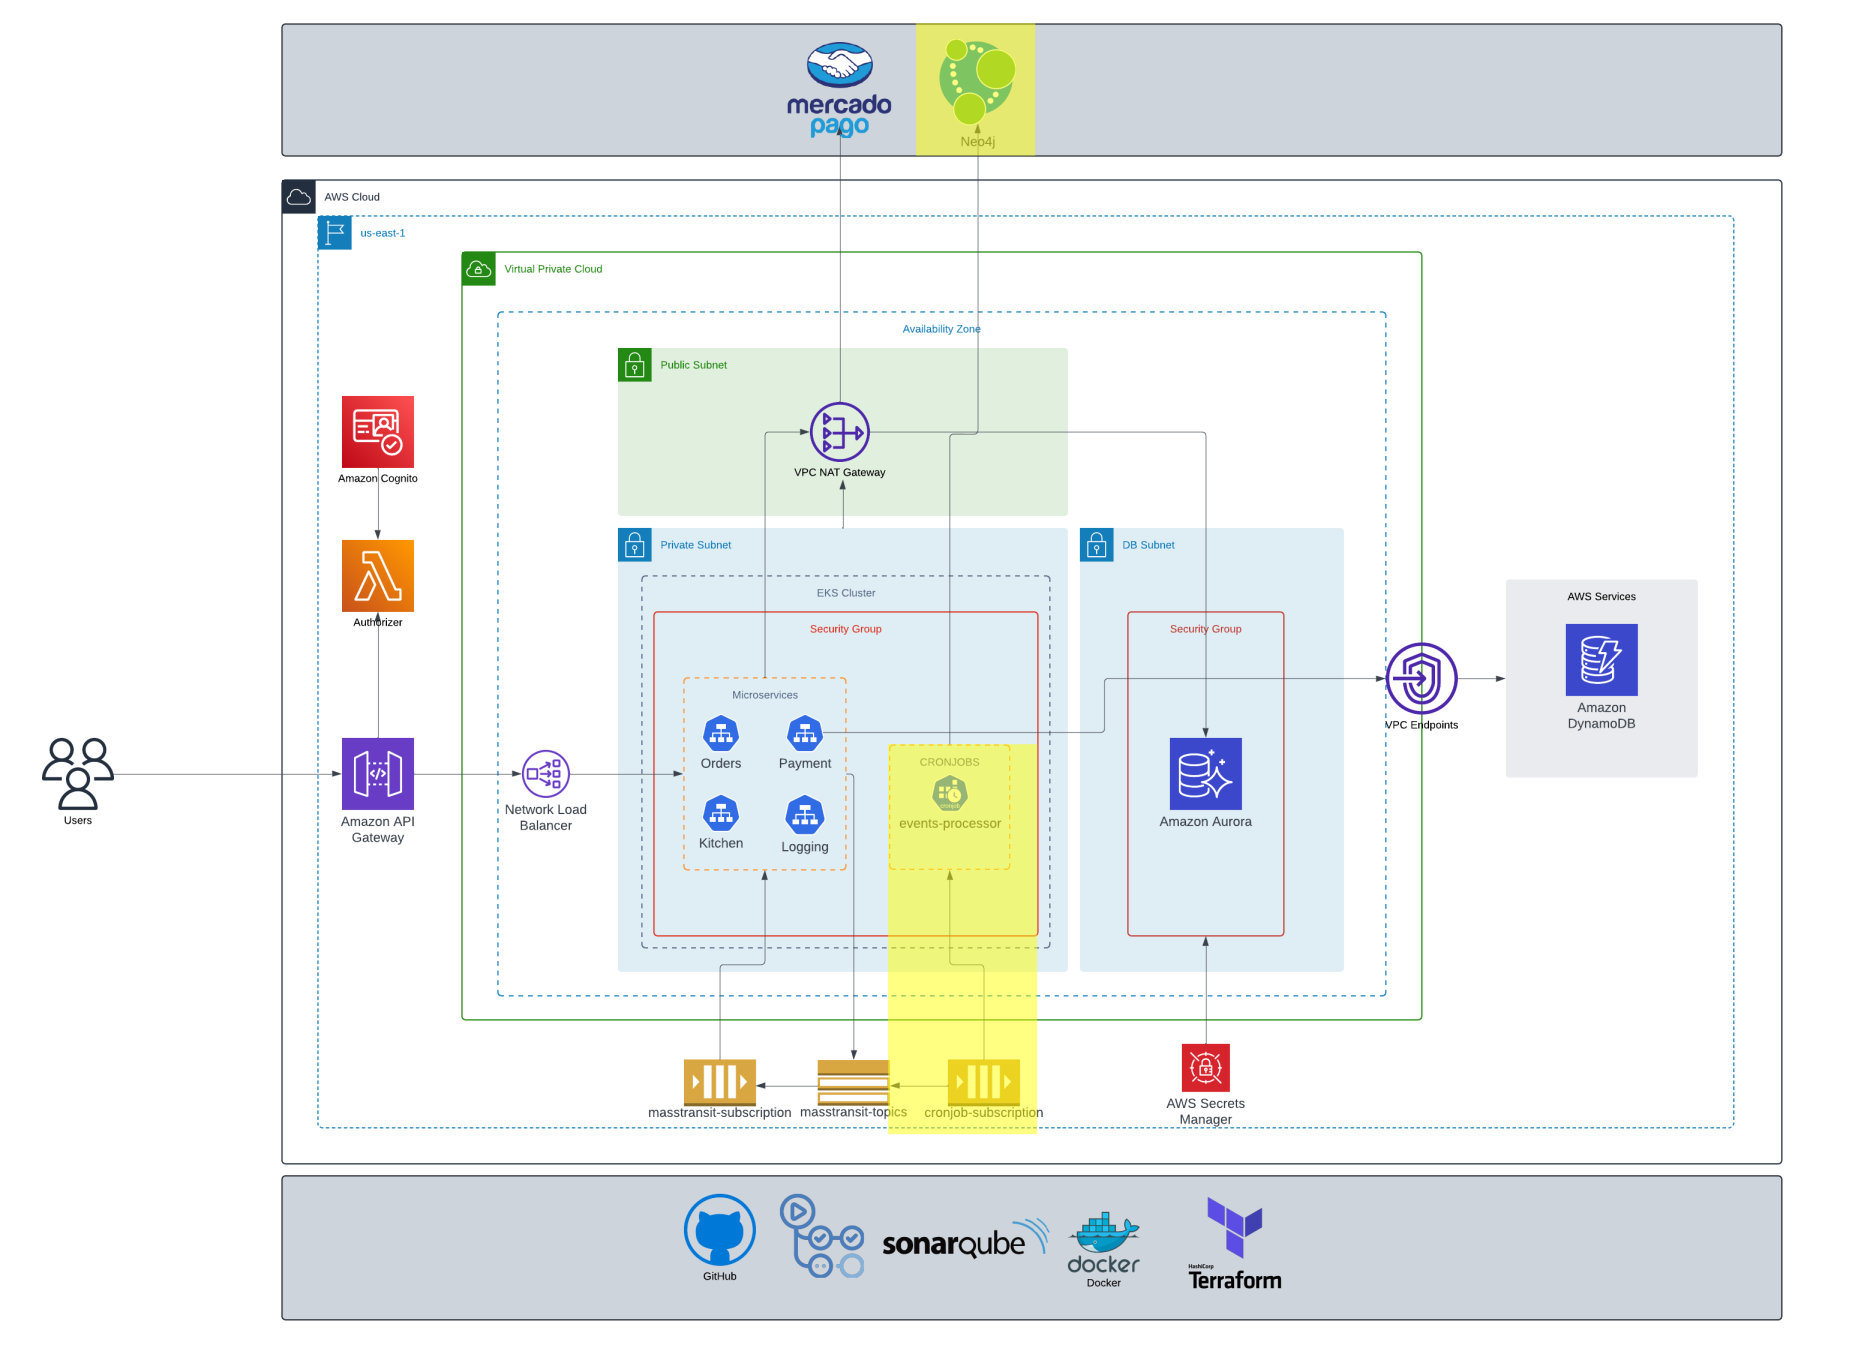 mercado
pago
Neo4j
AWS Cloud
us-east-1
Virtual Private Cloud
Availability Zone
Public Subnet
VPC NAT Gateway
Amazon Cognito
Private Subnet
DB Subnet
EKS Cluster
AWS Services
Security Group
Security Group
Authorizer
Microservices
Amazon
DynamoDB
VPC Endpoints
Orders
Payment
CRONJOBS
cronjob
events-processor
Users
Amazon API
Gateway
Network Load
Balancer
Kitchen
Logging
Amazon Aurora
masstransit-subscription
masstransit-topics
cronjob-subscription
AWS Secrets
Manager
GitHub
sonarqube
docker
Docker
HashiCorp
Terraform